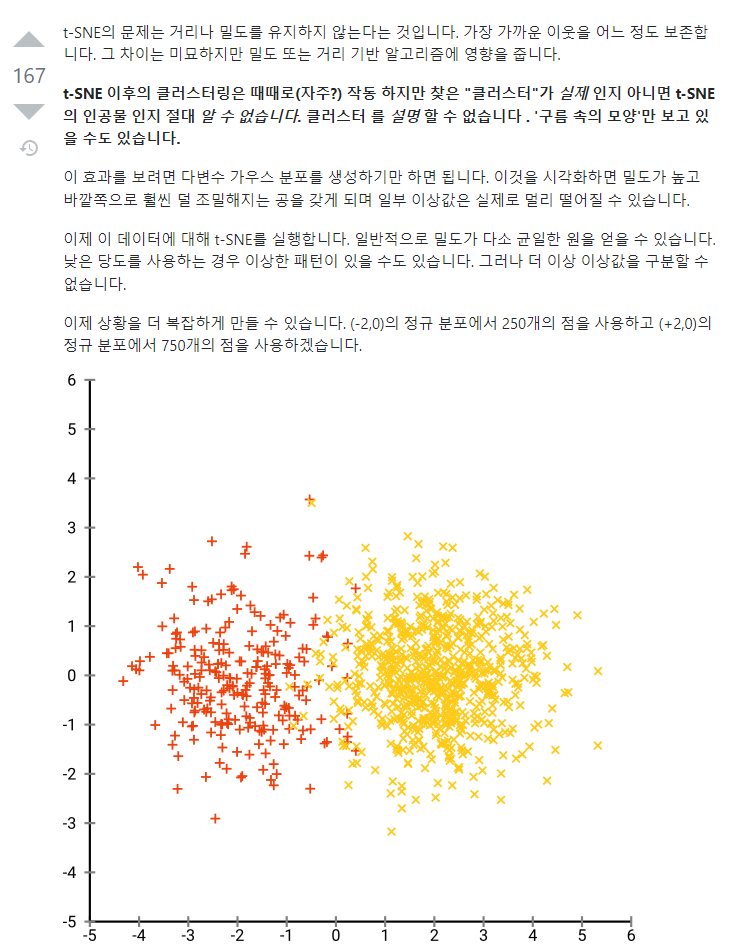 t-SNE의 문제는 거리나 밀도를 유지하지 않는다는 것입니다. 가장 가까운 이웃을 어느 정도 보존합
니다. 그 차이는 미묘하지만 밀도 또는 거리 기반 알고리즘에 영향을 줍니다.
167
t-SNE 이후의 클러스터링은 때때로(자주?) 작동 하지만 찾은 "클러스터"가 실제 인지 아니면 t-SNE
의 인공물 인지 절대 알 수 없습니다. 클러스터 를 설명 할 수 없습니다 . '구름 속의 모양'만 보고 있
을 수도 있습니다.
이 효과를 보려면 다변수 가우스 분포를 생성하기만 하면 됩니다. 이것을 시각화하면 밀도가 높고
바깥쪽으로 훨씬 덜 조밀해지는 공을 갖게 되며 일부 이상값은 실제로 멀리 떨어질 수 있습니다.
이제 이 데이터에 대해 t-SNE를 실행합니다. 일반적으로 밀도가 다소 균일한 원을 얻을 수 있습니다.
낮은 당도를 사용하는 경우 이상한 패턴이 있을 수도 있습니다. 그러나 더 이상 이상값을 구분할 수
없습니다.
이제 상황을 더 복잡하게 만들 수 있습니다. (-2,0)의 정규 분포에서 250개의 점을 사용하고 (+2,0)의
정규 분포에서 750개의 점을 사용하겠습니다.
6
5
4
3
2
1
0
-1
-2
-3
-4
-5
-5 -4 -3 -2 -1 0 1 2 3 4 5 6